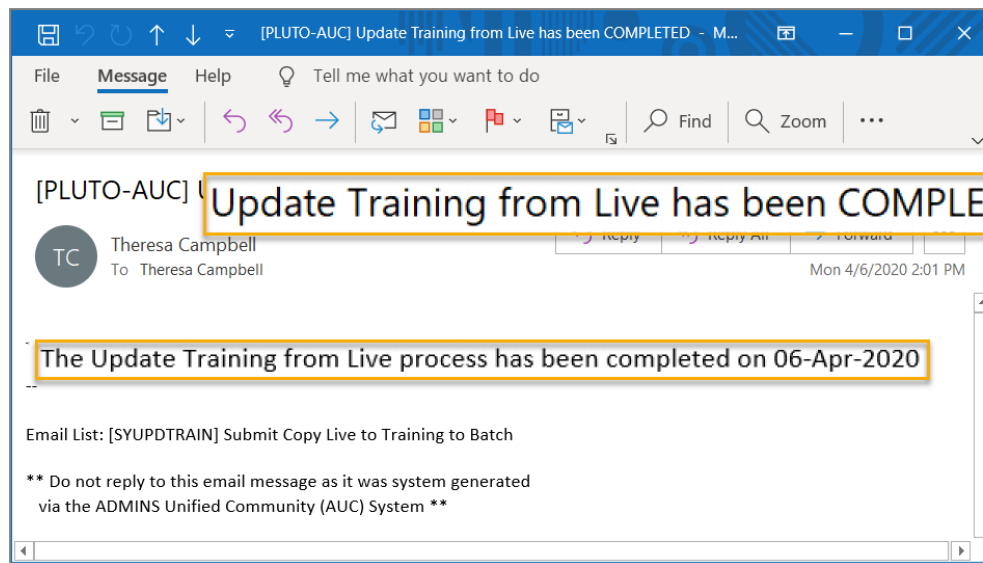 [PLUTO-AUC] Update Training from Live has been COMPLETED - M...
File Message Help Tell me what you want to do
Find Zoom
[PLUTO-AUC] U
Update Training from Live has been COMPLE
TC
Theresa Campbell
To Theresa Campbell
Reply Reply All Forward
Mon 4/6/2020 2:01 PM
The Update Training from Live process has been completed on 06-Apr-2020
--
Email List: [SYUPDTRAIN] Submit Copy Live to Training to Batch
** Do not reply to this email message as it was system generated
via the ADMINS Unified Community (AUC) System **